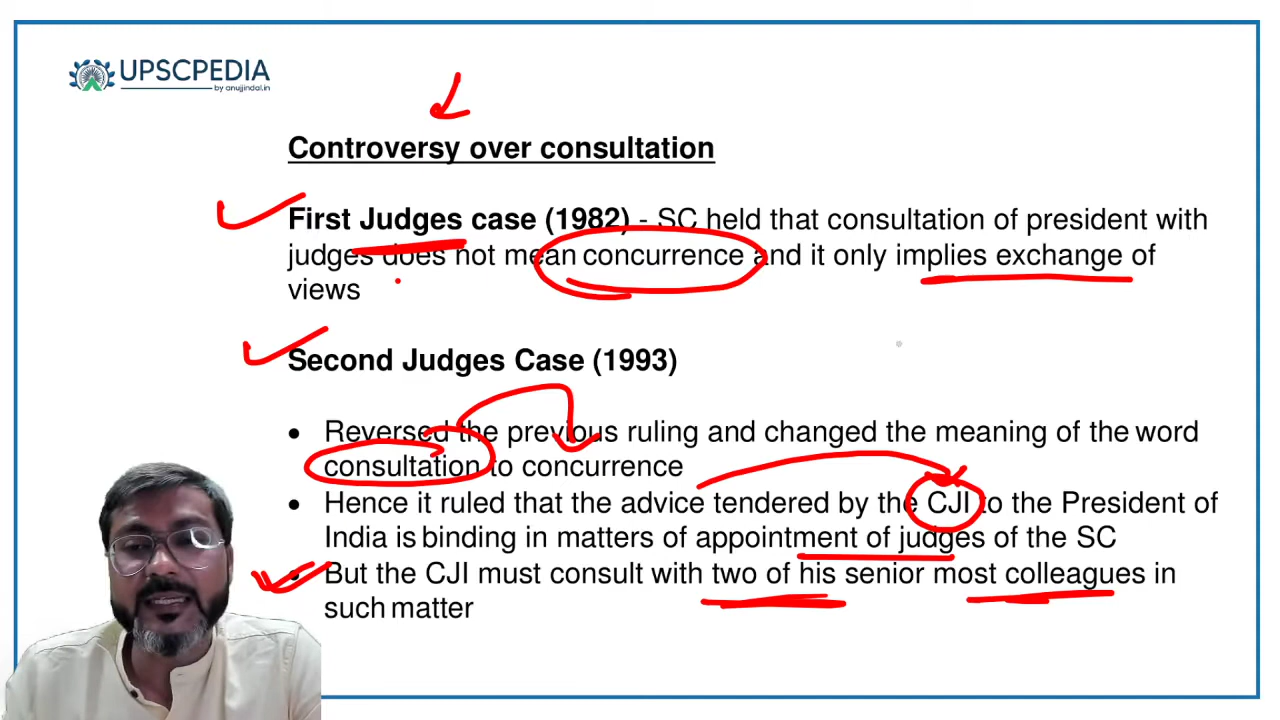 UPSCPEDIA
by anujjindal.in
Controversy over consultation
First Judges case (1982) - SC held that consultation of president with
judges does not mean concurrence and it only implies exchange of
views
Second Judges Case (1993)
• Reversed the previous ruling and changed the meaning of the word
consultation to concurrence
• Hence it ruled that the advice tendered by the CJI to the President of
India is binding in matters of appointment of judges of the SC
• But the CJI must consult with two of his senior most colleagues in
such matter